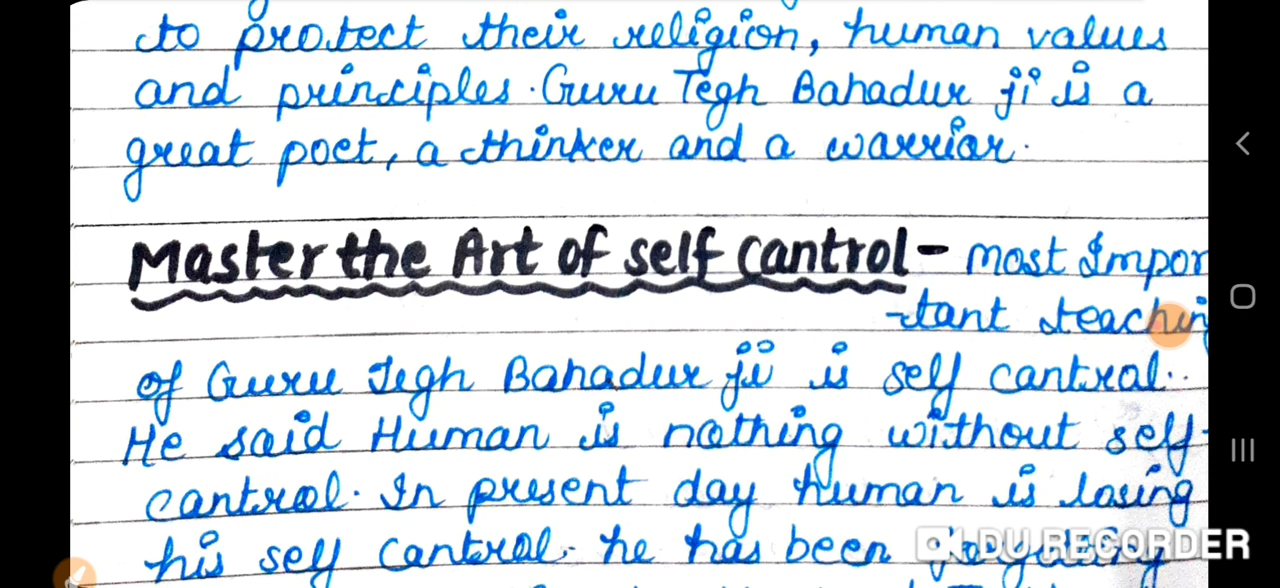 to protect their religion, human values
and principles. Guru Tegh Bahadur ji is a
great poet, a thinker and a warrior.
Master the Art of self cantrol - most Impor
-tant teachin
of Guru Tegh Bahadur ji is self cantrol..
He said Human is nothing without self-
cantrol. In present day human is losing
his self cantrol. he has been
DU RECORDER